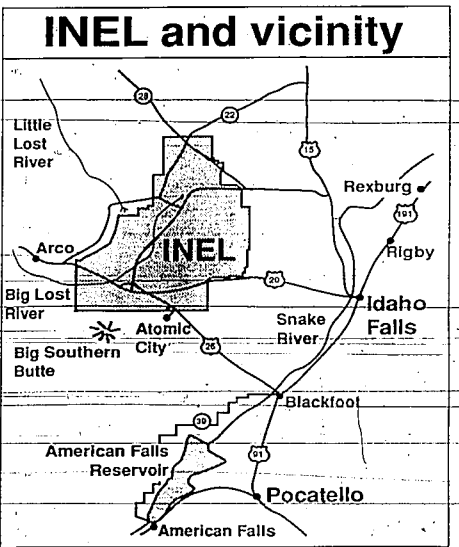 INEL and vicinity
28
22
Little
Lost
River
15
Rexburg
191
Arco
INEL
Rigby
20
Big Lost
River
Idaho
Falls
Snake
River
Atomic
City
26
Big Southern
Butte
Blackfoot
39
American Falls
Reservoir
91
Pocatello
American Falls